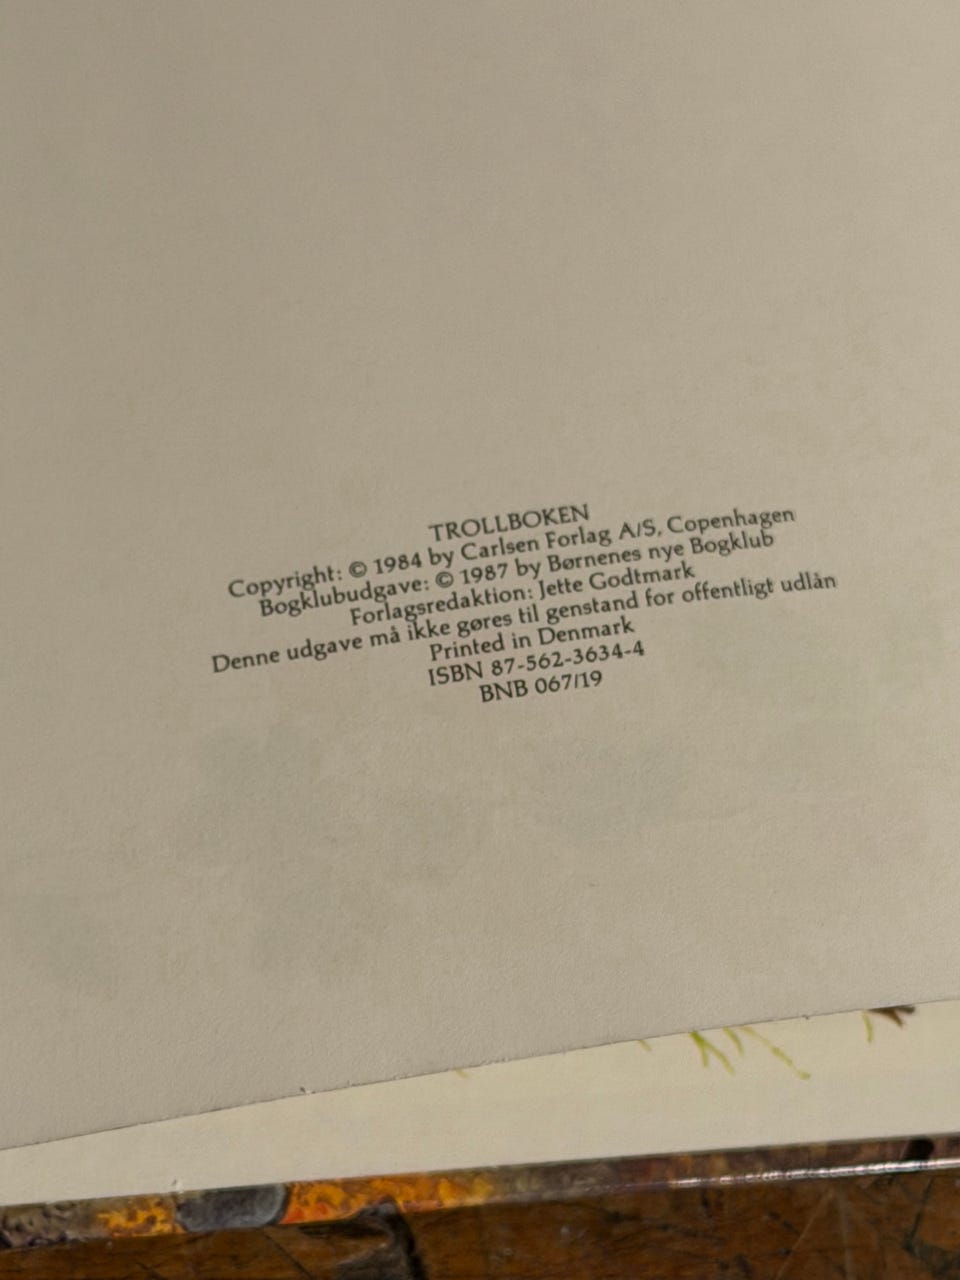 TROLLBOKEN
Copyright: © 1984 by Carlsen Forlag A/S, Copenhagen
Bogklubudgave: © 1987 by Børnenes nye Bogklub
Forlagsredaktion: Jette Godtmark
Denne udgave må ikke gøres til genstand for offentligt udlån
Printed in Denmark
ISBN 87-562-3634-4
BNB 067/19